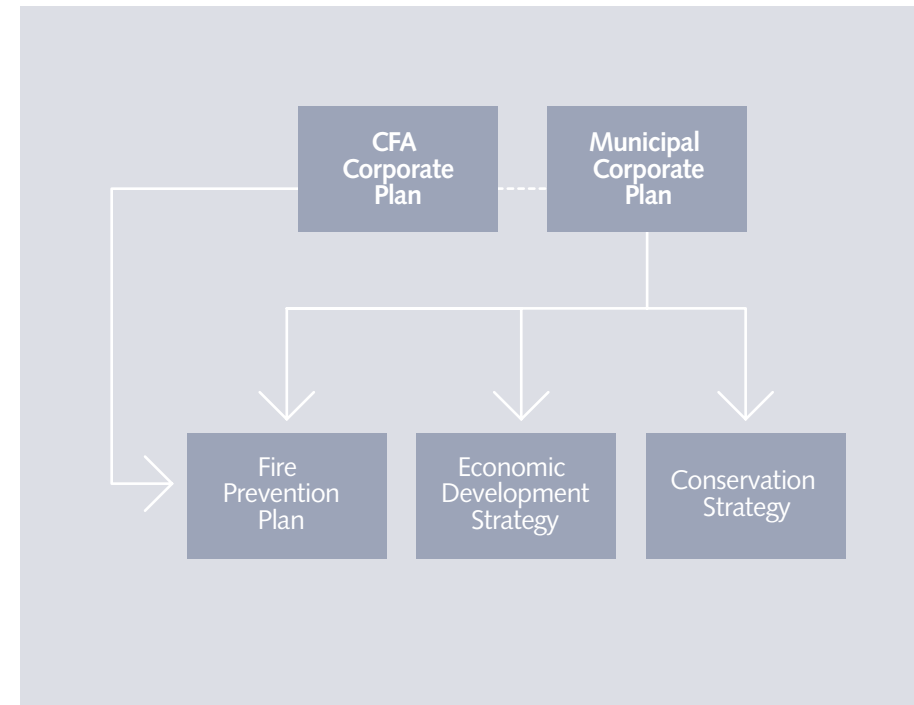 CFA
Corporate
Plan
Municipal
Corporate
Plan
Fire
Prevention
Plan
Economic
Development
Strategy
Conservation
Strategy